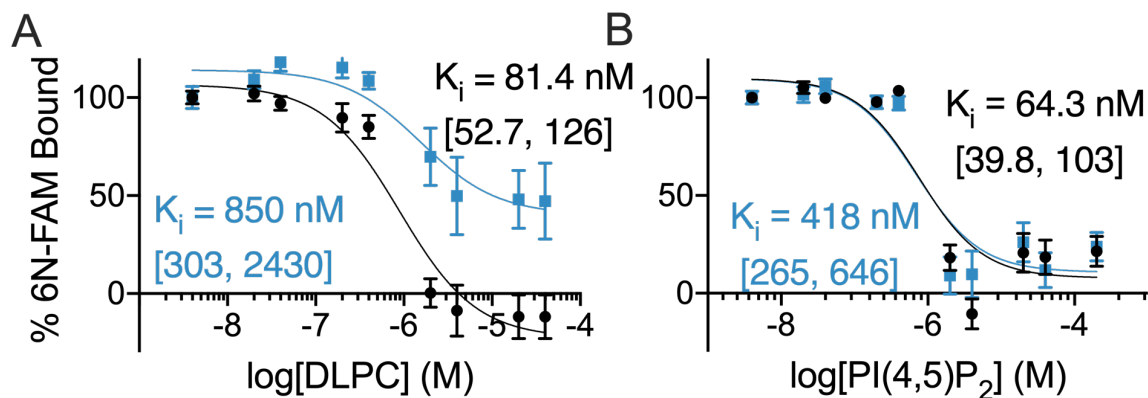 A
% 6N-FAM Bound
100
50
0
K_i = 81.4 nM
[52.7, 126]
K_i = 850 nM
[303, 2430]
-8
-7
-6
-5
-4
log[DLPC] (M)
B
100
50
0
K_i = 64.3 nM
[39.8, 103]
K_i = 418 nM
[265, 646]
-8
-6
-4
log[PI(4,5)P₂] (M)